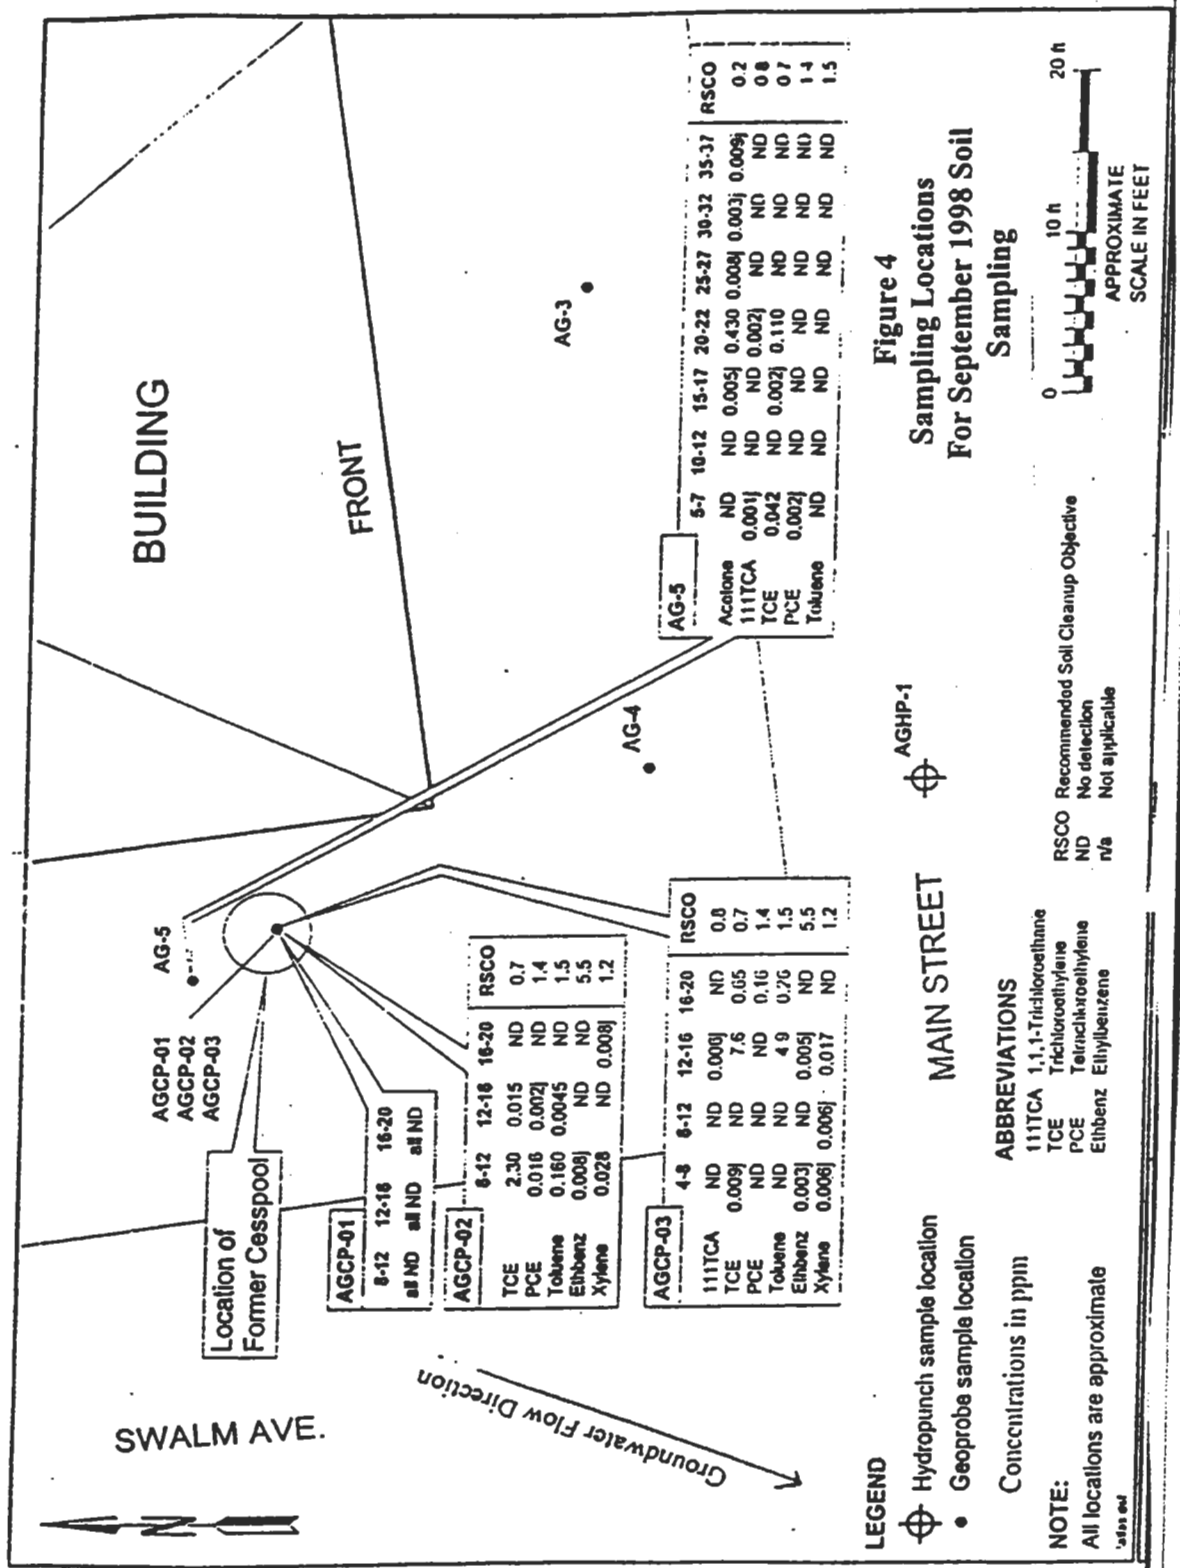 BUILDING
FRONT
SWALM AVE.
N
AG-5
AGCP-01
AGCP-02
AGCP-03
Location of
Former Cesspool
AG-3
AG-4
AGHP-1
MAIN STREET
Groundwater Flow Direction
AGCP-01
8-12 12-16 16-20
all ND all ND all ND
AGCP-02
8-12 12-16 16-20 RSCO
TCE 2.30 0.015 ND 0.7
PCE 0.016 0.002j ND 1.4
Toluene 0.160 0.0045 ND 1.5
Ethbenz 0.008j ND ND 5.5
Xylene 0.028 ND 0.008j 1.2
AGCP-03
4-8 8-12 12-16 16-20 RSCO
111TCA ND ND 0.006j ND 0.8
TCE 0.009j ND 7.6 0.65 0.7
PCE ND ND ND 0.16 1.4
Toluene ND ND 4.9 0.26 1.5
Ethbenz 0.003j ND 0.005j ND 5.5
Xylene 0.006j 0.006j 0.017 ND 1.2
AG-5
5-7 10-12 15-17 20-22 25-27 30-32 35-37 RSCO
Acetone ND ND 0.005j 0.430 0.008j 0.003j 0.009j 0.2
111TCA 0.001j ND ND 0.002j ND ND ND 0.8
TCE 0.042 ND 0.002j 0.110 ND ND ND 0.7
PCE 0.002j ND ND ND ND ND ND 1.4
Toluene ND ND ND ND ND ND ND 1.5
LEGEND
Hydropunch sample location
Geoprobe sample location
Concentrations in ppm
NOTE:
All locations are approximate
ABBREVIATIONS
111TCA 1,1,1-Trichloroethane
TCE Trichloroethylene
PCE Tetrachloroethylene
Ethbenz Ethylbenzene
RSCO Recommended Soil Cleanup Objective
ND No detection
n/a Not applicable
Figure 4
Sampling Locations
For September 1998 Soil
Sampling
0 10 ft 20 ft
APPROXIMATE
SCALE IN FEET